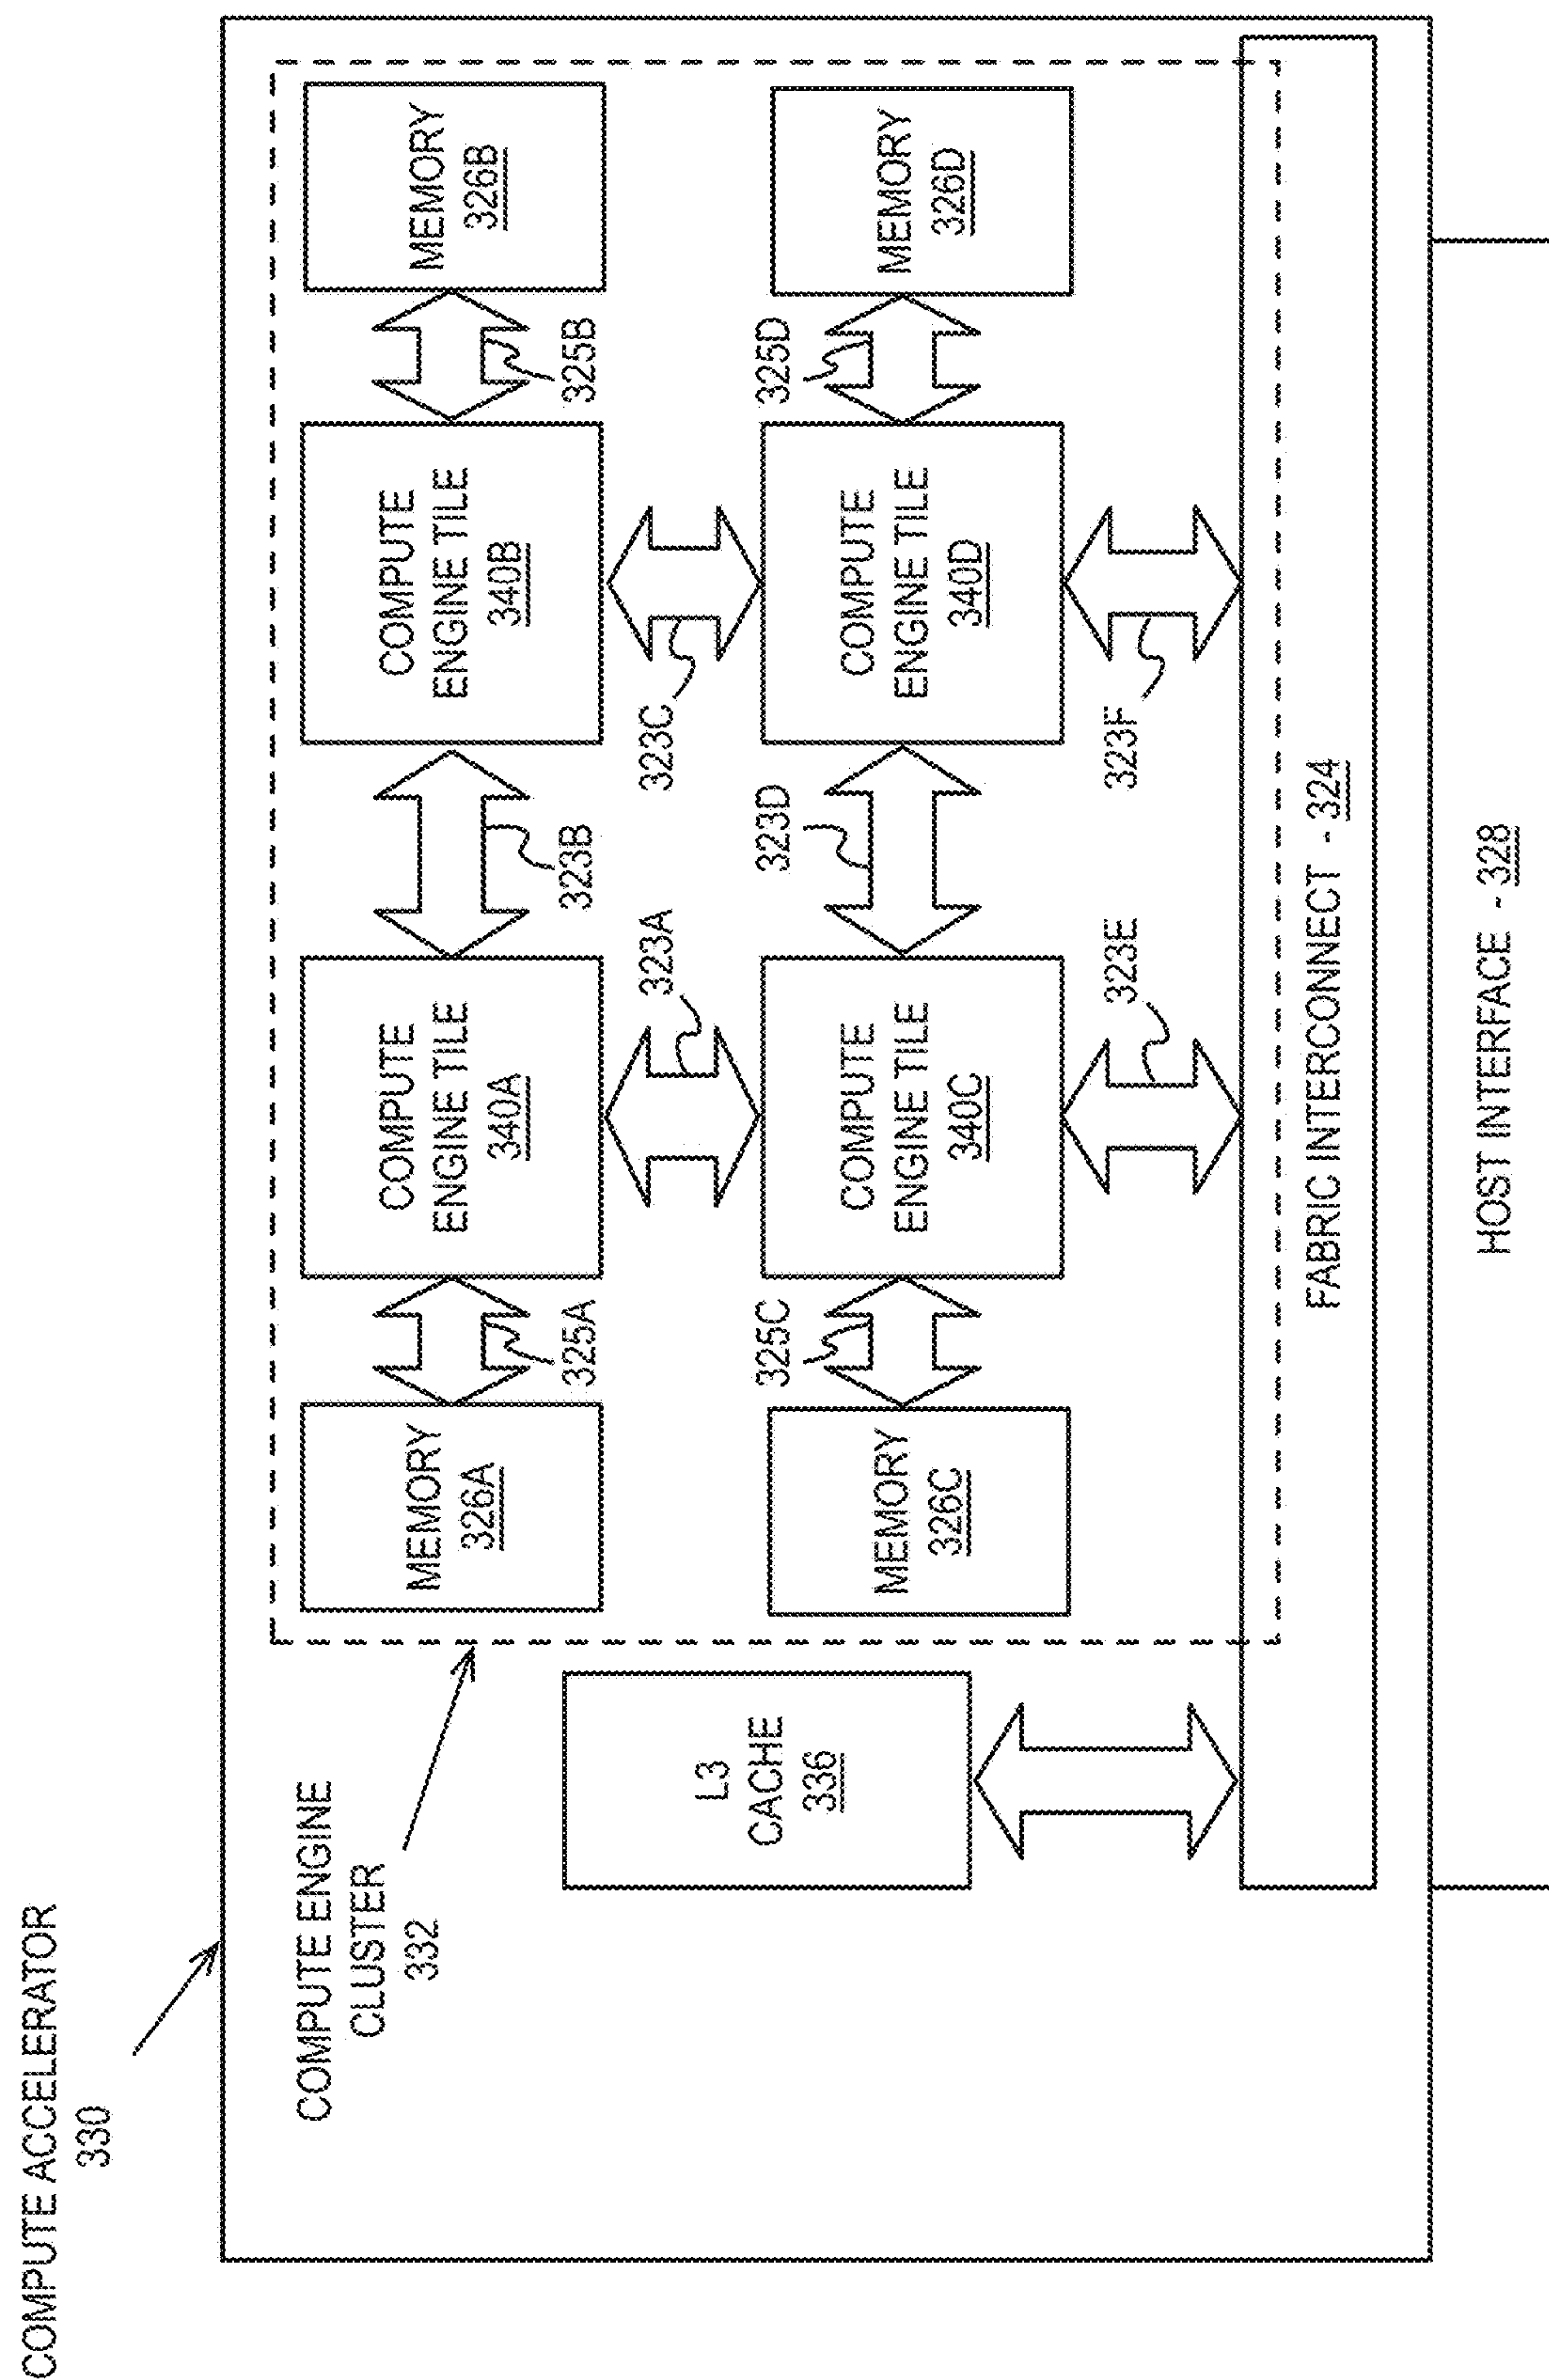 COMPUTE ACCELERATOR
330
COMPUTE ENGINE
CLUSTER
332
MEMORY
326A
325A
COMPUTE
ENGINE TILE
340A
323B
COMPUTE
ENGINE TILE
340B
325B
MEMORY
326B
323A
323C
L3
CACHE
336
MEMORY
326C
325C
COMPUTE
ENGINE TILE
340C
323D
COMPUTE
ENGINE TILE
340D
325D
MEMORY
326D
323E
323F
FABRIC INTERCONNECT - 324
HOST INTERFACE - 328